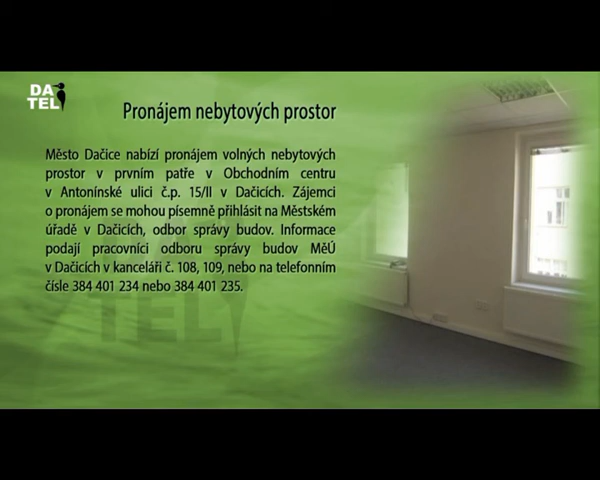 DA
TEL
Pronájem nebytových prostor
Město Dačice nabízí pronájem volných nebytových
prostor v prvním patře v Obchodním centru
v Antonínské ulici č.p. 15/II v Dačicích. Zájemci
o pronájem se mohou písemně přihlásit na Městském
úřadě v Dačicích, odbor správy budov. Informace
podají pracovníci odboru správy budov MěÚ
v Dačicích v kanceláři č. 108, 109, nebo na telefonním
čísle 384 401 234 nebo 384 401 235.
DA
TEL